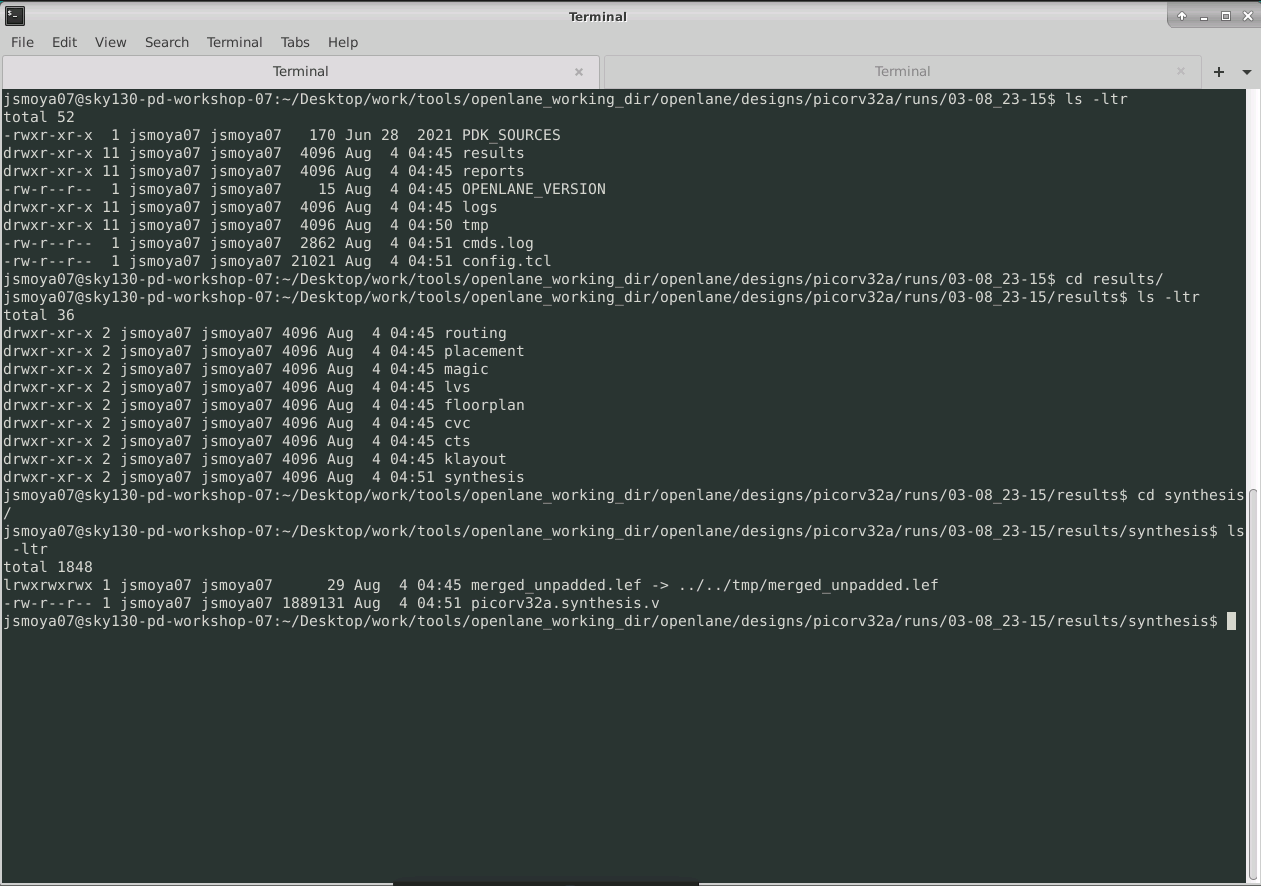 Terminal
File Edit View Search Terminal Tabs Help
Terminal Terminal
jsmoya07@sky130-pd-workshop-07:~/Desktop/work/tools/openlane_working_dir/openlane/designs/picorv32a/runs/03-08_23-15$ ls -ltr
total 52
-rwxr-xr-x  1 jsmoya07 jsmoya07   170 Jun 28  2021 PDK_SOURCES
drwxr-xr-x 11 jsmoya07 jsmoya07  4096 Aug  4 04:45 results
drwxr-xr-x 11 jsmoya07 jsmoya07  4096 Aug  4 04:45 reports
-rw-r--r--  1 jsmoya07 jsmoya07    15 Aug  4 04:45 OPENLANE_VERSION
drwxr-xr-x 11 jsmoya07 jsmoya07  4096 Aug  4 04:45 logs
drwxr-xr-x 11 jsmoya07 jsmoya07  4096 Aug  4 04:50 tmp
-rw-r--r--  1 jsmoya07 jsmoya07  2862 Aug  4 04:51 cmds.log
-rw-r--r--  1 jsmoya07 jsmoya07 21021 Aug  4 04:51 config.tcl
jsmoya07@sky130-pd-workshop-07:~/Desktop/work/tools/openlane_working_dir/openlane/designs/picorv32a/runs/03-08_23-15$ cd results/
jsmoya07@sky130-pd-workshop-07:~/Desktop/work/tools/openlane_working_dir/openlane/designs/picorv32a/runs/03-08_23-15/results$ ls -ltr
total 36
drwxr-xr-x 2 jsmoya07 jsmoya07 4096 Aug  4 04:45 routing
drwxr-xr-x 2 jsmoya07 jsmoya07 4096 Aug  4 04:45 placement
drwxr-xr-x 2 jsmoya07 jsmoya07 4096 Aug  4 04:45 magic
drwxr-xr-x 2 jsmoya07 jsmoya07 4096 Aug  4 04:45 lvs
drwxr-xr-x 2 jsmoya07 jsmoya07 4096 Aug  4 04:45 floorplan
drwxr-xr-x 2 jsmoya07 jsmoya07 4096 Aug  4 04:45 cvc
drwxr-xr-x 2 jsmoya07 jsmoya07 4096 Aug  4 04:45 cts
drwxr-xr-x 2 jsmoya07 jsmoya07 4096 Aug  4 04:45 klayout
drwxr-xr-x 2 jsmoya07 jsmoya07 4096 Aug  4 04:51 synthesis
jsmoya07@sky130-pd-workshop-07:~/Desktop/work/tools/openlane_working_dir/openlane/designs/picorv32a/runs/03-08_23-15/results$ cd synthesis
/
jsmoya07@sky130-pd-workshop-07:~/Desktop/work/tools/openlane_working_dir/openlane/designs/picorv32a/runs/03-08_23-15/results/synthesis$ ls
 -ltr
total 1848
lrwxrwxrwx 1 jsmoya07 jsmoya07      29 Aug  4 04:45 merged_unpadded.lef -> ../../tmp/merged_unpadded.lef
-rw-r--r-- 1 jsmoya07 jsmoya07 1889131 Aug  4 04:51 picorv32a.synthesis.v
jsmoya07@sky130-pd-workshop-07:~/Desktop/work/tools/openlane_working_dir/openlane/designs/picorv32a/runs/03-08_23-15/results/synthesis$